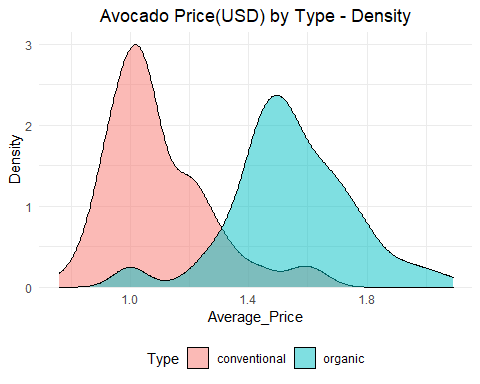 Avocado Price(USD) by Type - Density
3
2
1
0
Density
1.0 1.4 1.8
Average_Price
Type conventional organic